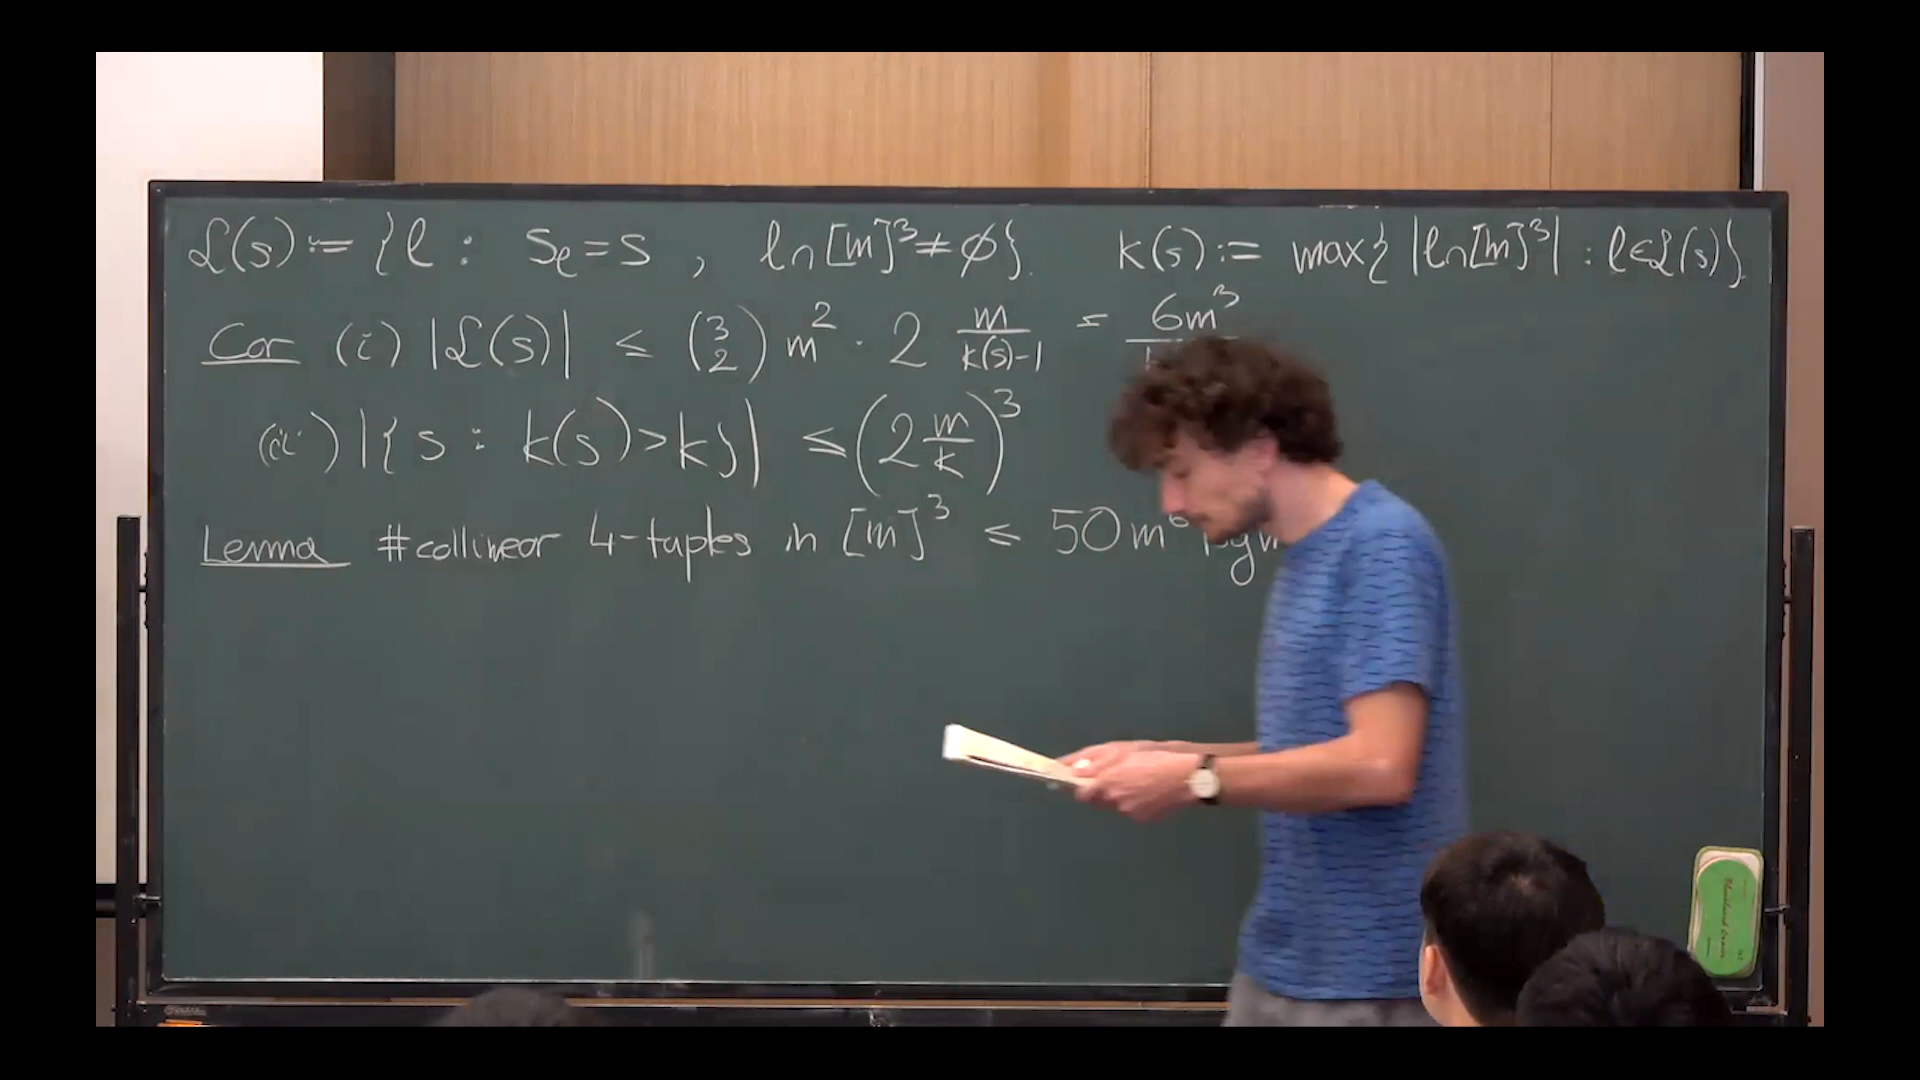 ℒ(s) := {ℓ : s_ℓ = s , ℓ∩[m]³ ≠ ∅}. k(s) := max{ |ℓ∩[m]³| : ℓ∈ℒ(s)}.
Cor (i) |ℒ(s)| ≤ (3 2) m² · 2 m/(k(s)-1) = 6m³
(ii) |{s : k(s)>k}| ≤ (2 m/k)³
Lemma #collinear 4-tuples in [m]³ ≤ 50m⁶